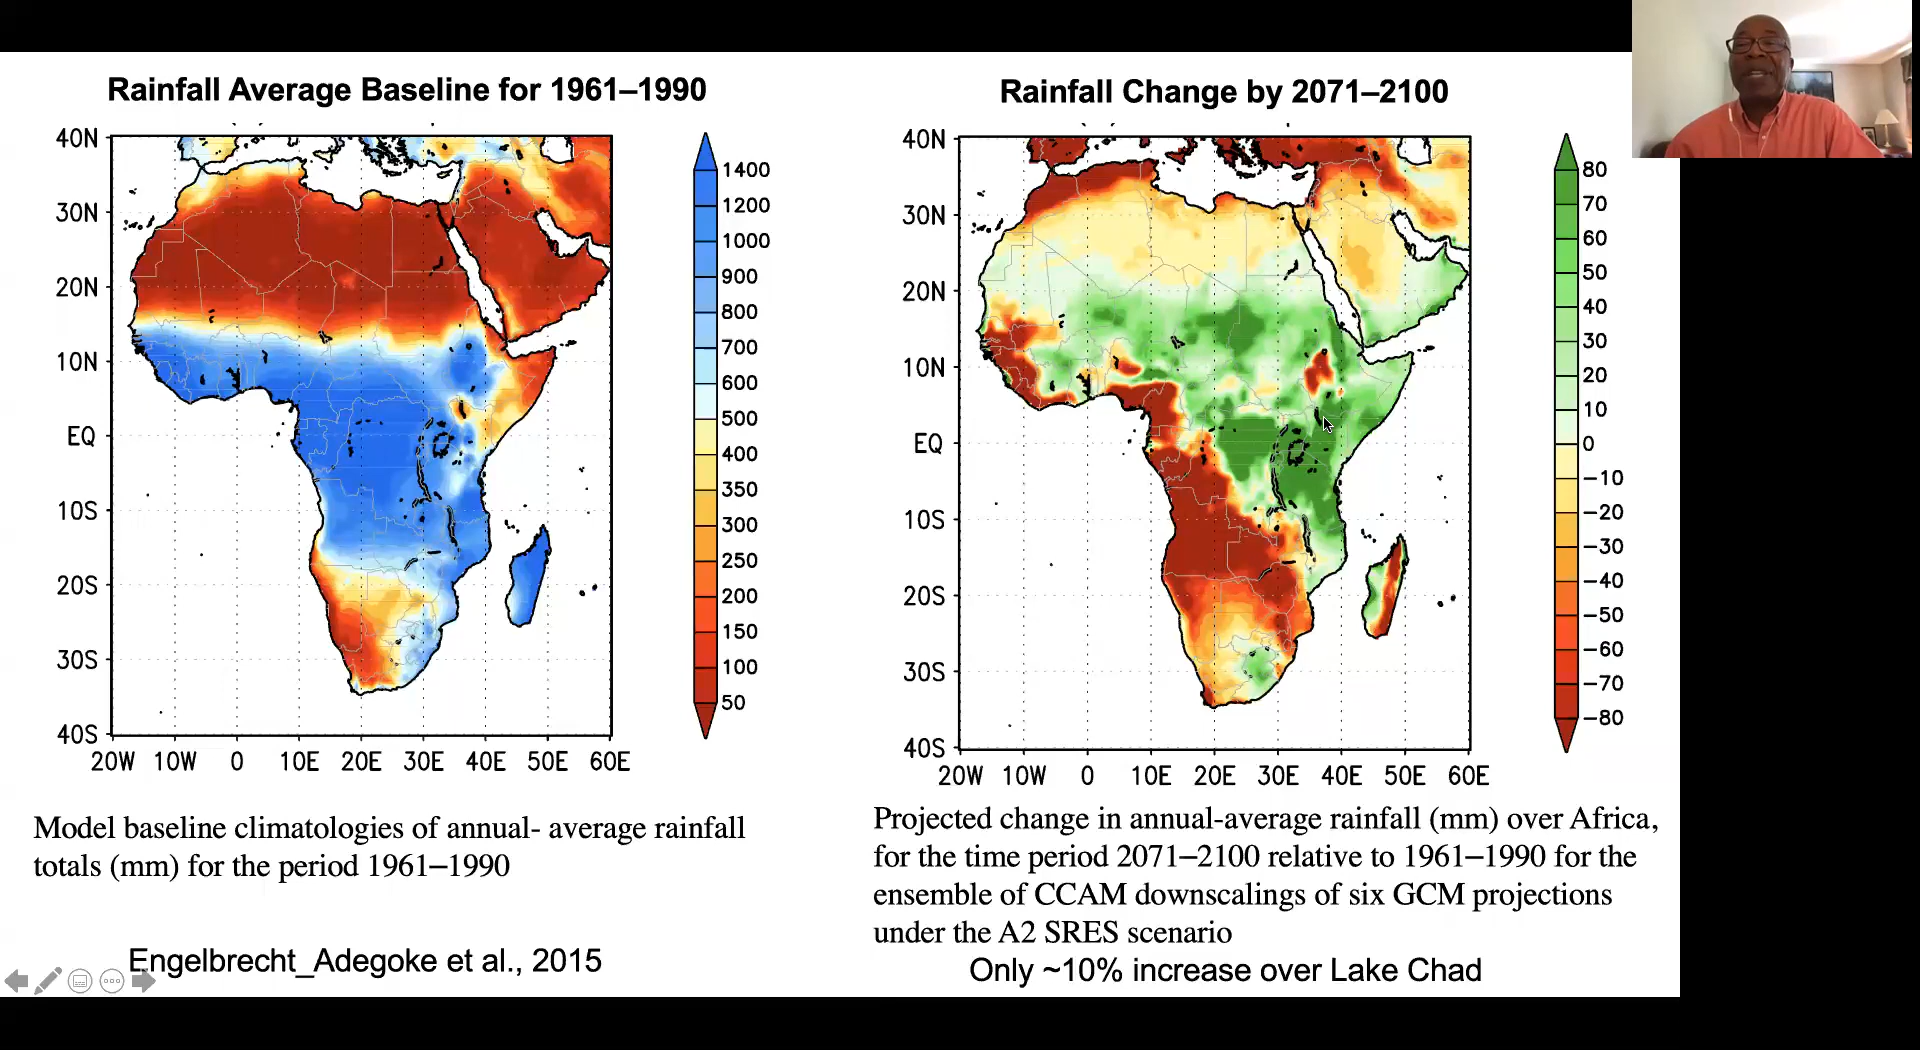 Rainfall Average Baseline for 1961–1990
40N
30N
20N
10N
EQ
10S
20S
30S
40S
20W 10W 0 10E 20E 30E 40E 50E 60E
1400
1200
1000
900
800
700
600
500
400
350
300
250
200
150
100
50
Model baseline climatologies of annual- average rainfall
totals (mm) for the period 1961–1990
Engelbrecht_Adegoke et al., 2015
Rainfall Change by 2071–2100
40N
30N
20N
10N
EQ
10S
20S
30S
40S
20W 10W 0 10E 20E 30E 40E 50E 60E
80
70
60
50
40
30
20
10
0
−10
−20
−30
−40
−50
−60
−70
−80
Projected change in annual-average rainfall (mm) over Africa,
for the time period 2071–2100 relative to 1961–1990 for the
ensemble of CCAM downscalings of six GCM projections
under the A2 SRES scenario
Only ~10% increase over Lake Chad